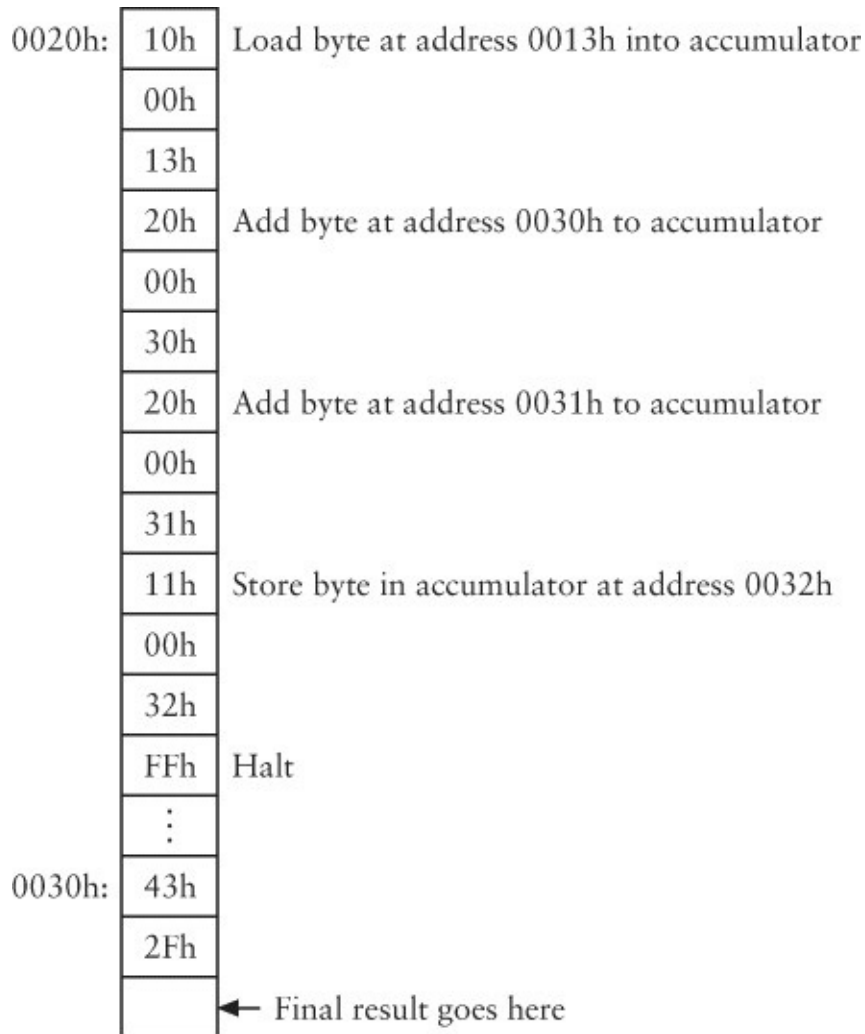 0020h: 10h Load byte at address 0013h into accumulator
00h
13h
20h Add byte at address 0030h to accumulator
00h
30h
20h Add byte at address 0031h to accumulator
00h
31h
11h Store byte in accumulator at address 0032h
00h
32h
FFh Halt
⋮
0030h: 43h
2Fh
Final result goes here